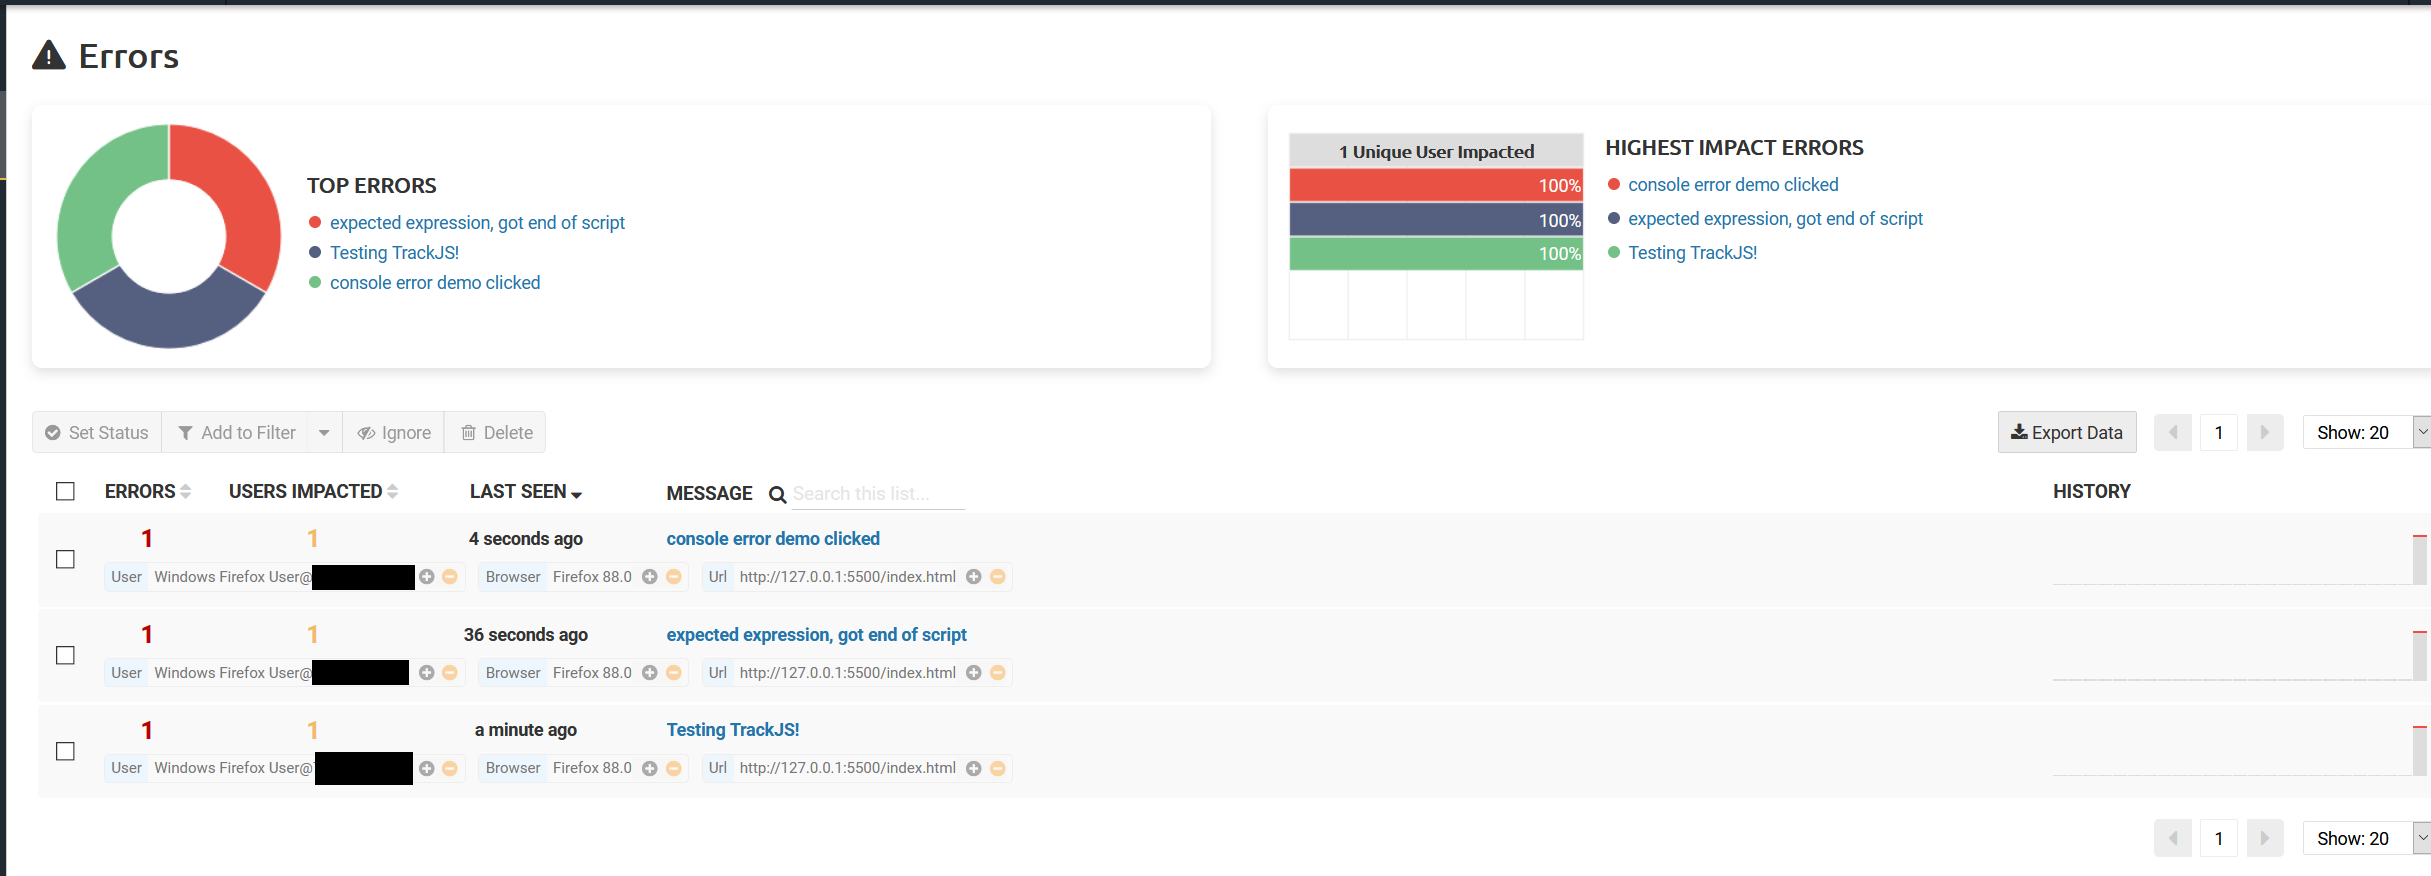 Errors
TOP ERRORS
expected expression, got end of script
Testing TrackJS!
console error demo clicked
1 Unique User Impacted
100%
100%
100%
HIGHEST IMPACT ERRORS
console error demo clicked
expected expression, got end of script
Testing TrackJS!
Set Status Add to Filter Ignore Delete
Export Data 1 Show: 20
ERRORS USERS IMPACTED LAST SEEN MESSAGE Search this list... HISTORY
1 1 4 seconds ago console error demo clicked
User Windows Firefox User@ Browser Firefox 88.0 Url http://127.0.0.1:5500/index.html
1 1 36 seconds ago expected expression, got end of script
User Windows Firefox User@ Browser Firefox 88.0 Url http://127.0.0.1:5500/index.html
1 1 a minute ago Testing TrackJS!
User Windows Firefox User@ Browser Firefox 88.0 Url http://127.0.0.1:5500/index.html
1 Show: 20